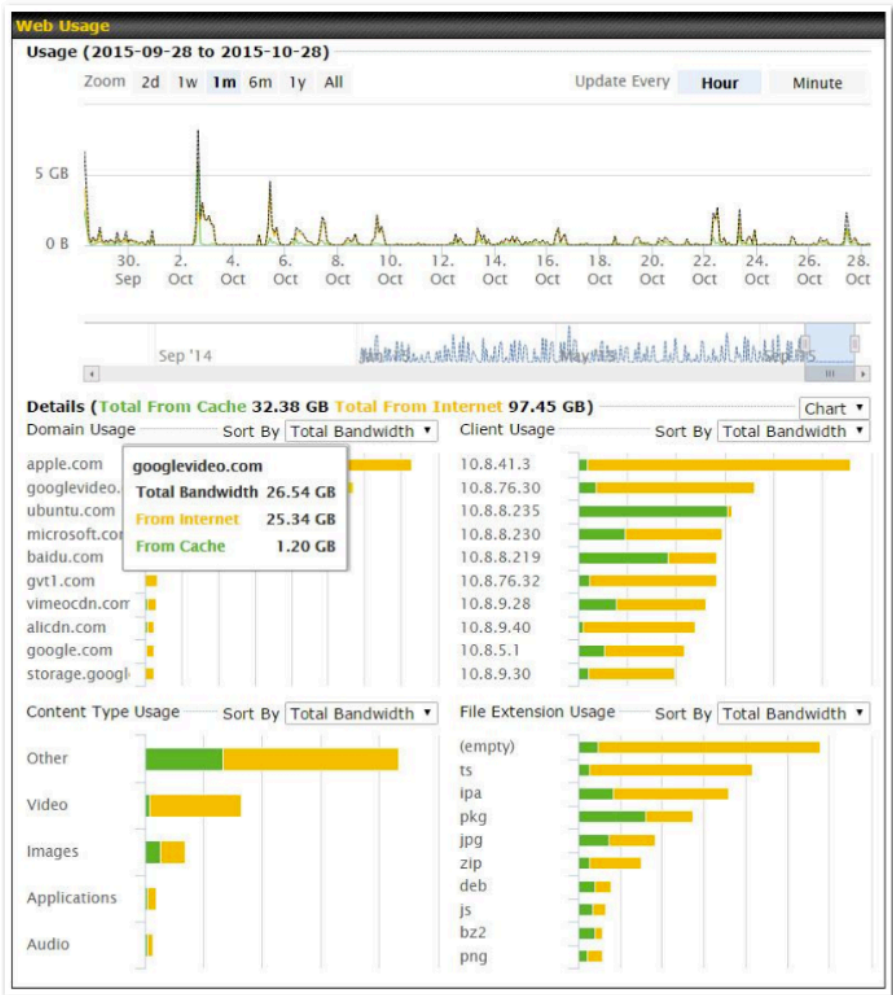 Web Usage
Usage (2015-09-28 to 2015-10-28)
Zoom 2d 1w 1m 6m 1y All Update Every Hour Minute
5 GB
0 B
30. Sep 2. Oct 4. Oct 6. Oct 8. Oct 10. Oct 12. Oct 14. Oct 16. Oct 18. Oct 20. Oct 22. Oct 24. Oct 26. Oct 28. Oct
Sep '14
Details (Total From Cache 32.38 GB Total From Internet 97.45 GB) Chart
Domain Usage Sort By Total Bandwidth
apple.com
googlevideo.
ubuntu.com
microsoft.com
baidu.com
gvt1.com
vimeocdn.com
alicdn.com
google.com
storage.googl
googlevideo.com
Total Bandwidth 26.54 GB
From Internet 25.34 GB
From Cache 1.20 GB
Client Usage Sort By Total Bandwidth
10.8.41.3
10.8.76.30
10.8.8.235
10.8.8.230
10.8.8.219
10.8.76.32
10.8.9.28
10.8.9.40
10.8.5.1
10.8.9.30
Content Type Usage Sort By Total Bandwidth
Other
Video
Images
Applications
Audio
File Extension Usage Sort By Total Bandwidth
(empty)
ts
ipa
pkg
jpg
zip
deb
js
bz2
png